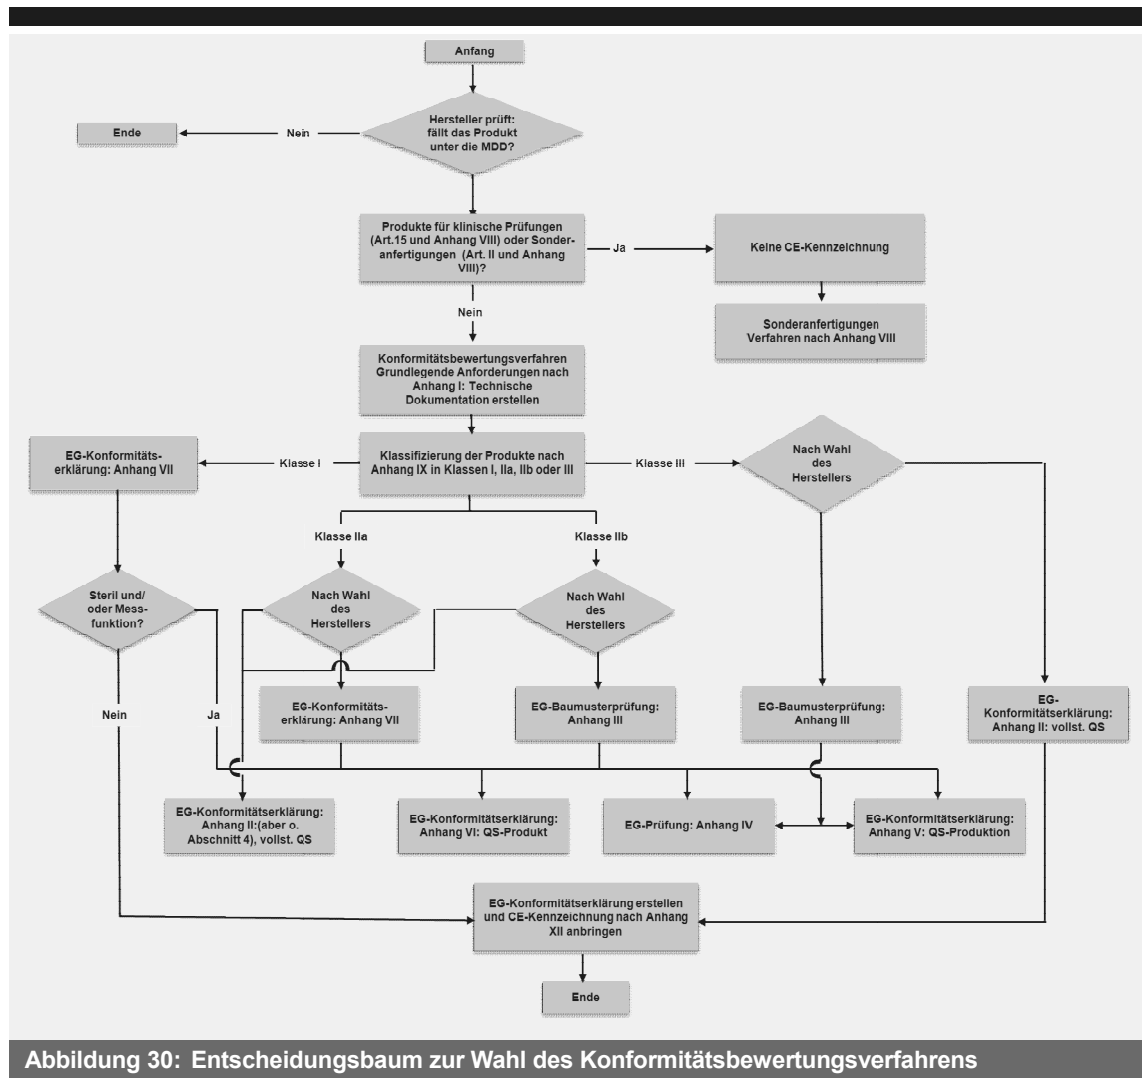 Anfang
Hersteller prüft:
fällt das Produkt
unter die MDD?
Nein
Ende
Produkte für klinische Prüfungen
(Art.15 und Anhang VIII) oder Sonder-
anfertigungen (Art. II und Anhang
VIII)?
Ja
Keine CE-Kennzeichnung
Nein
Sonderanfertigungen
Verfahren nach Anhang VIII
Konformitätsbewertungsverfahren
Grundlegende Anforderungen nach
Anhang I: Technische
Dokumentation erstellen
EG-Konformitäts-
erklärung: Anhang VII
Klasse I
Klassifizierung der Produkte nach
Anhang IX in Klassen I, IIa, IIb oder III
Klasse III
Nach Wahl
des
Herstellers
Klasse IIa
Klasse IIb
Steril und/
oder Mess-
funktion?
Nach Wahl
des
Herstellers
Nach Wahl
des
Herstellers
Nein
Ja
EG-Konformitäts-
erklärung: Anhang VII
EG-Baumusterprüfung:
Anhang III
EG-Baumusterprüfung:
Anhang III
EG-
Konformitätserklärung:
Anhang II: vollst. QS
EG-Konformitätserklärung:
Anhang II:(aber o.
Abschnitt 4), vollst. QS
EG-Konformitätserklärung:
Anhang VI: QS-Produkt
EG-Prüfung: Anhang IV
EG-Konformitätserklärung:
Anhang V: QS-Produktion
EG-Konformitätserklärung erstellen
und CE-Kennzeichnung nach Anhang
XII anbringen
Ende
Abbildung 30: Entscheidungsbaum zur Wahl des Konformitätsbewertungsverfahrens